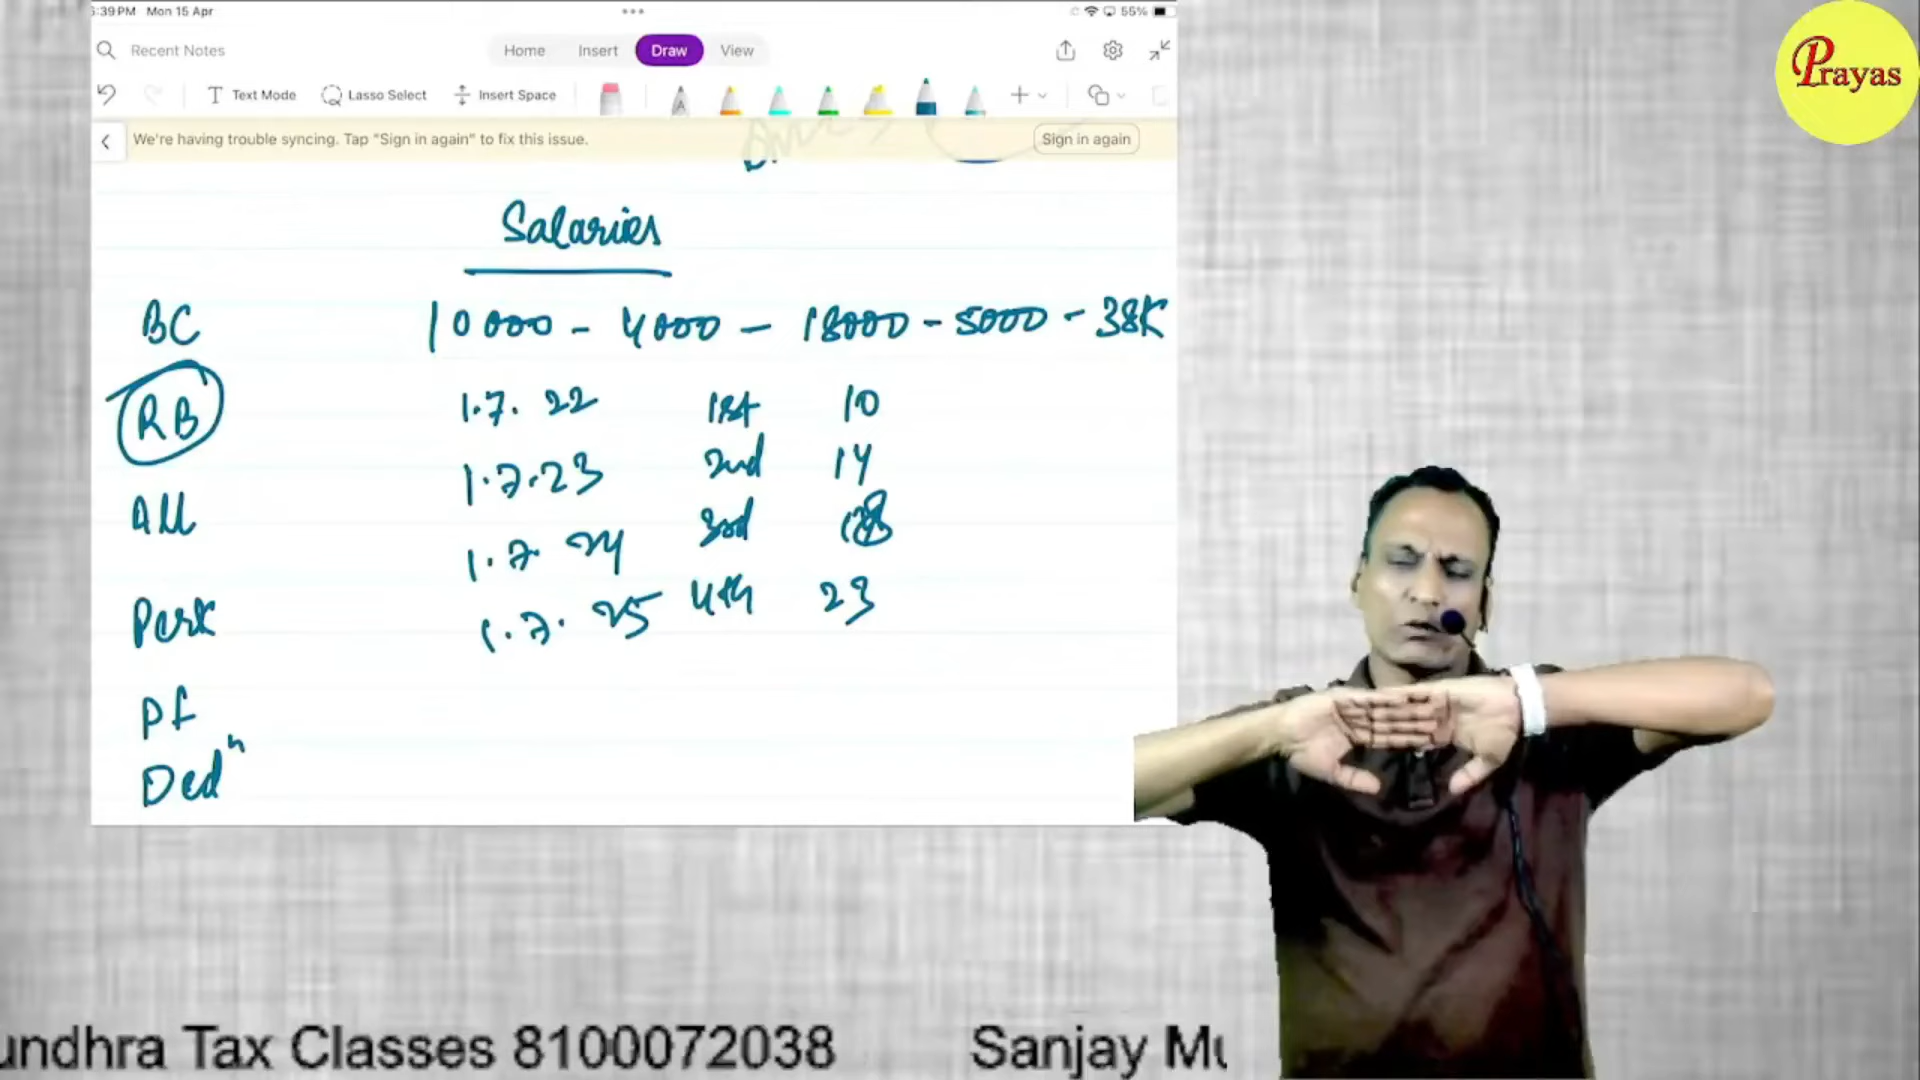 5:39 PM Mon 15 Apr
55%
Prayas
Recent Notes
Home Insert Draw View
Text Mode Lasso Select Insert Space
We're having trouble syncing. Tap "Sign in again" to fix this issue.
Sign in again
Salaries
BC 10000 - 4000 - 18000 - 5000 - 38K
RB 1.7.22 1st 10
1.7.23 2nd 14
All 1.7.24 3rd 18
Perk 1.7.25 4th 23
PF
Dedn
undhra Tax Classes 8100072038 Sanjay Mu